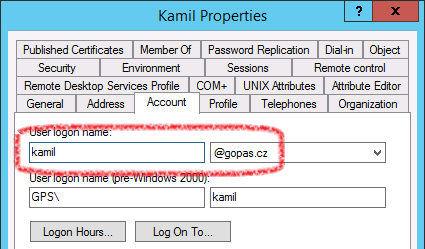 Kamil Properties
? x
Published Certificates Member Of Password Replication Dial-in Object
Security Environment Sessions Remote control
Remote Desktop Services Profile COM+ UNIX Attributes Attribute Editor
General Address Account Profile Telephones Organization
User logon name:
kamil @gopas.cz
User logon name (pre-Windows 2000):
GPS\ kamil
Logon Hours... Log On To...